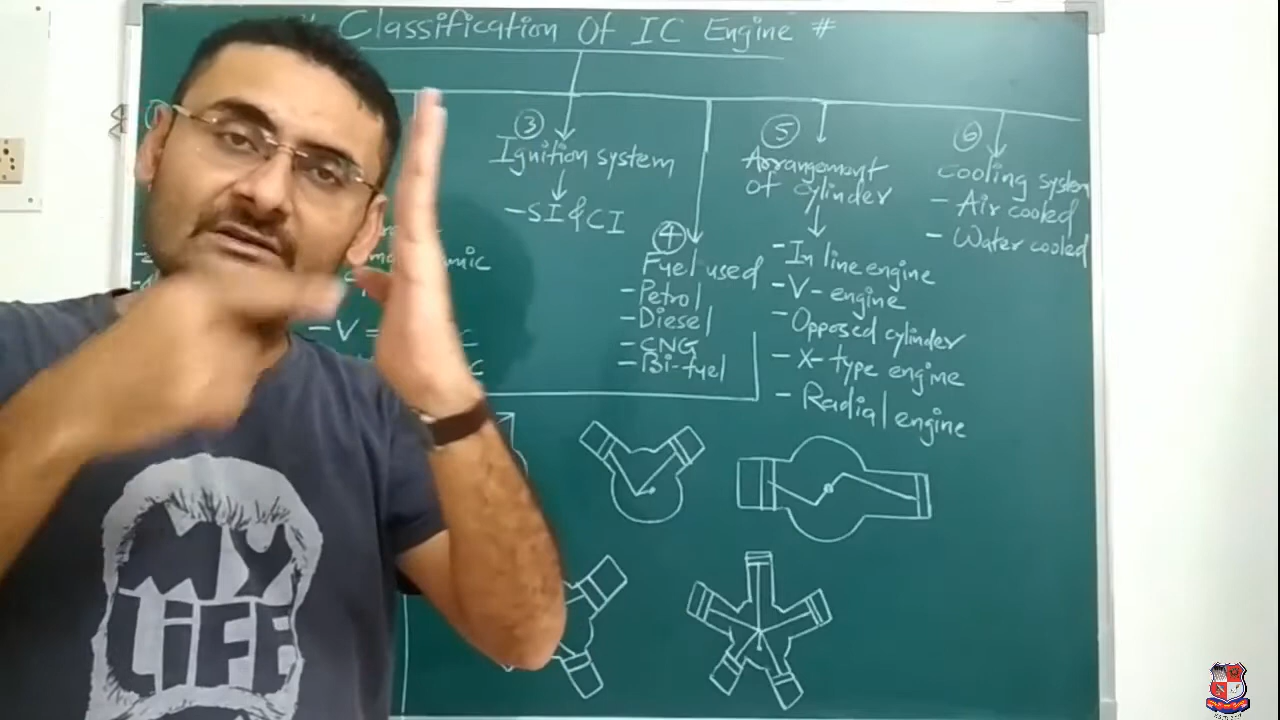 # Classification Of IC Engine #
③
Ignition system
- SI & CI
④
Fuel used
- Petrol
- Diesel
- CNG
- Bi-fuel
⑤
Arrangement
of cylinder
- In line engine
- V- engine
- Opposed cylinder
- X- type engine
- Radial engine
⑥
cooling system
- Air cooled
- Water cooled
- V =
MY
LiFE